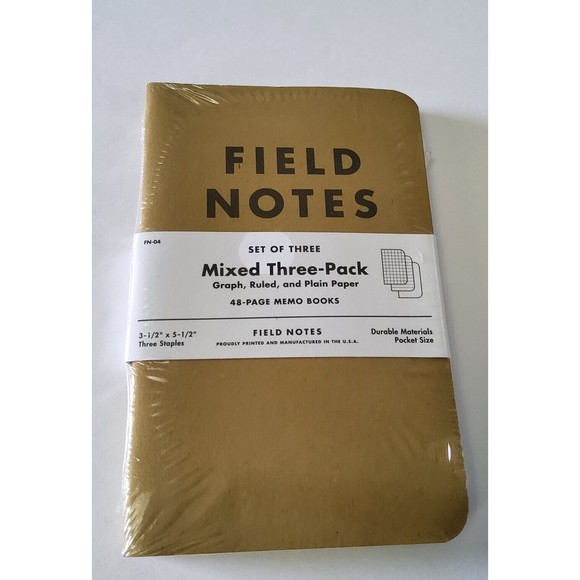 FIELD
NOTES
FN-04
SET OF THREE
Mixed Three-Pack
Graph, Ruled, and Plain Paper
48-PAGE MEMO BOOKS
3-1/2" x 5-1/2"
Three Staples
FIELD NOTES
PROUDLY PRINTED AND MANUFACTURED IN THE U.S.A.
Durable Materials
Pocket Size